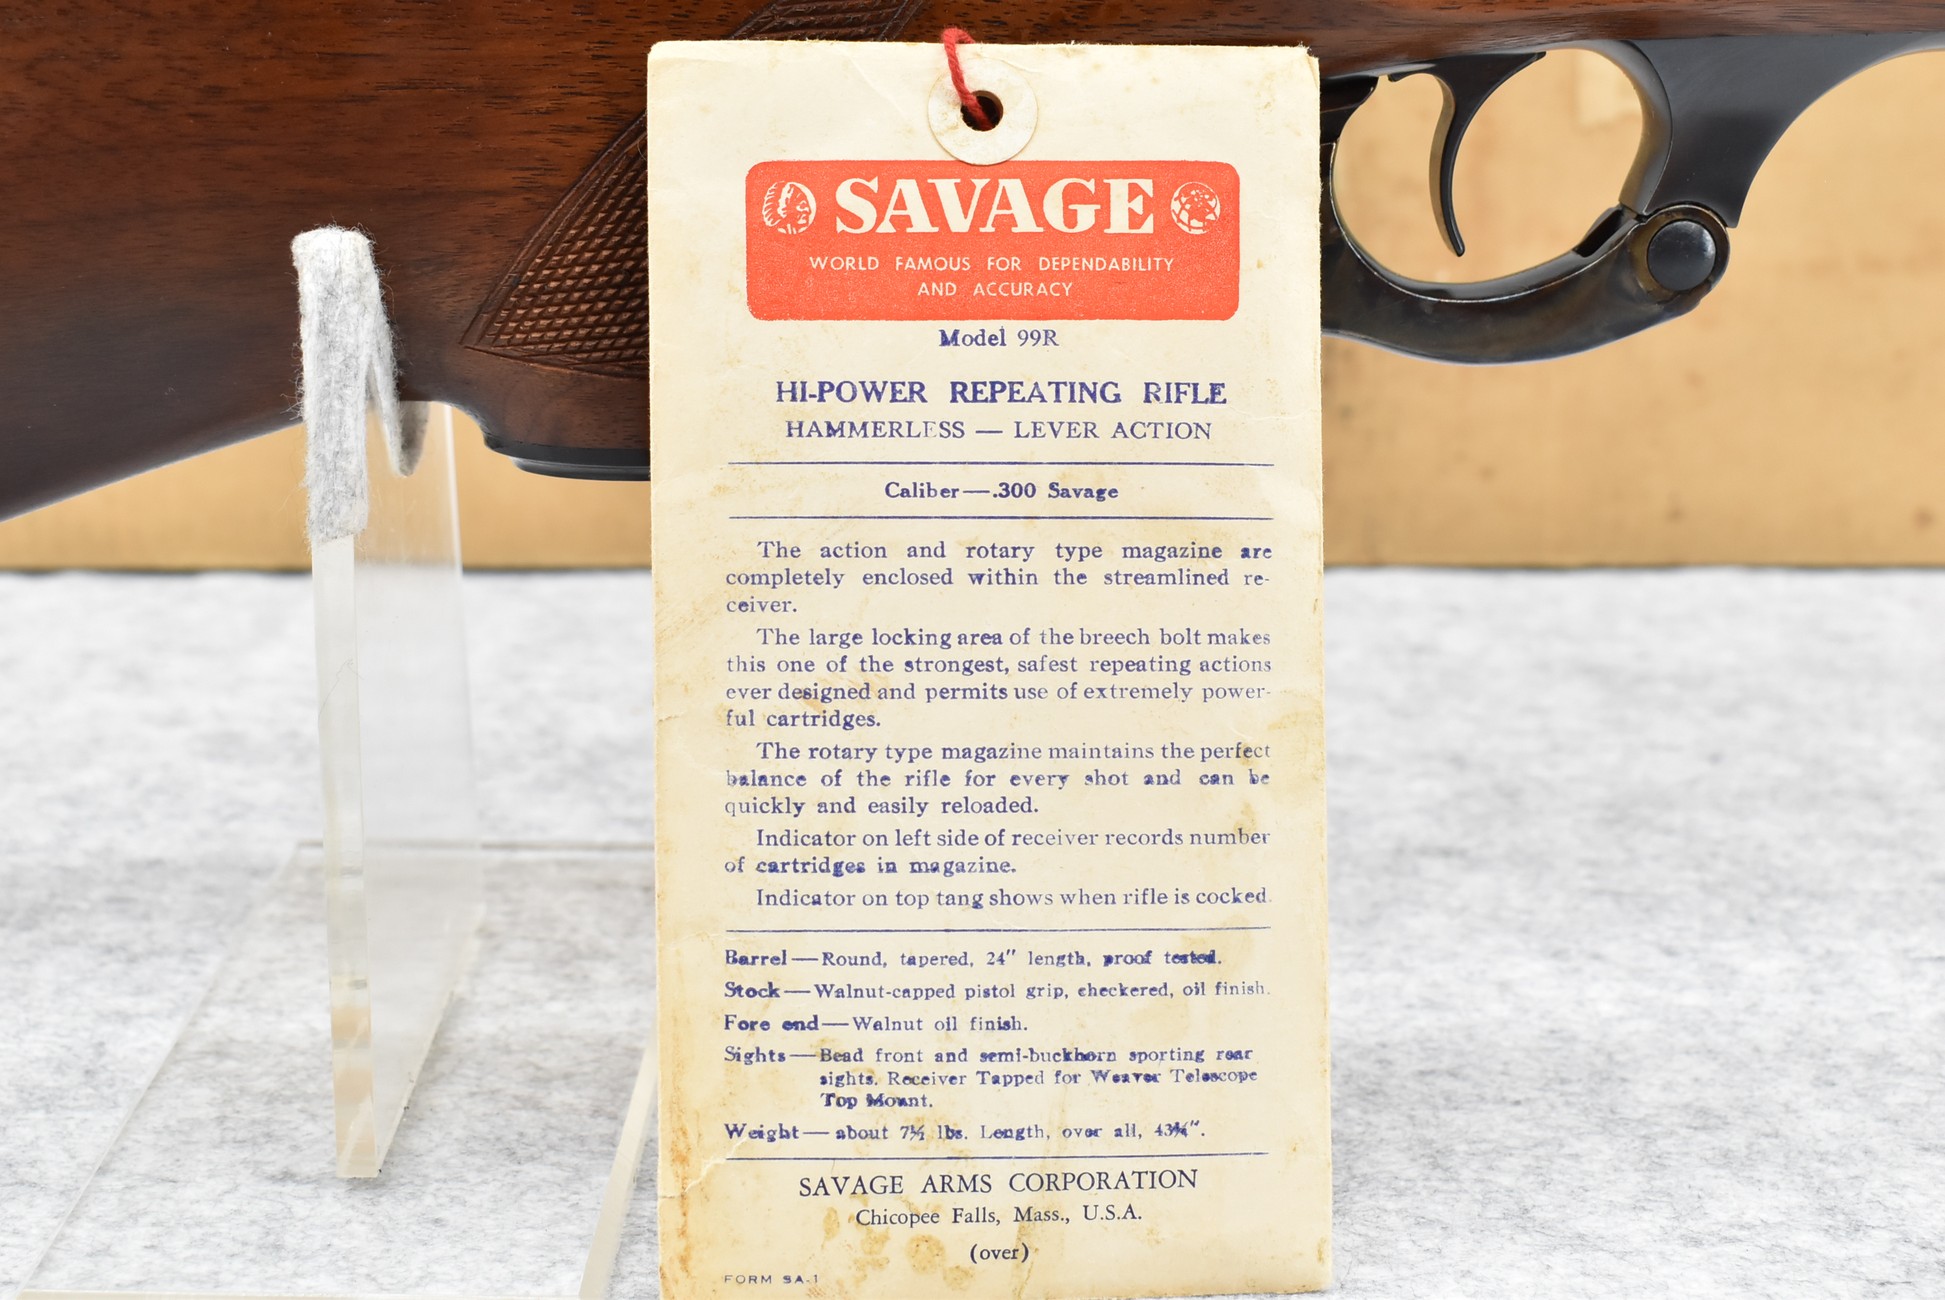 SAVAGE
WORLD FAMOUS FOR DEPENDABILITY
AND ACCURACY
Model 99R
HI-POWER REPEATING RIFLE
HAMMERLESS — LEVER ACTION
Caliber—.300 Savage
The action and rotary type magazine are
completely enclosed within the streamlined re-
ceiver.
The large locking area of the breech bolt makes
this one of the strongest, safest repeating actions
ever designed and permits use of extremely power-
ful cartridges.
The rotary type magazine maintains the perfect
balance of the rifle for every shot and can be
quickly and easily reloaded.
Indicator on left side of receiver records number
of cartridges in magazine.
Indicator on top tang shows when rifle is cocked.
Barrel—Round, tapered, 24" length, proof tested.
Stock—Walnut-capped pistol grip, checkered, oil finish.
Fore end—Walnut oil finish.
Sights—Bead front and semi-buckhorn sporting rear
sights. Receiver Tapped for Weaver Telescope
Top Mount.
Weight—about 7½ lbs. Length, over all, 43¾".
SAVAGE ARMS CORPORATION
Chicopee Falls, Mass., U.S.A.
(over)
FORM SA-1